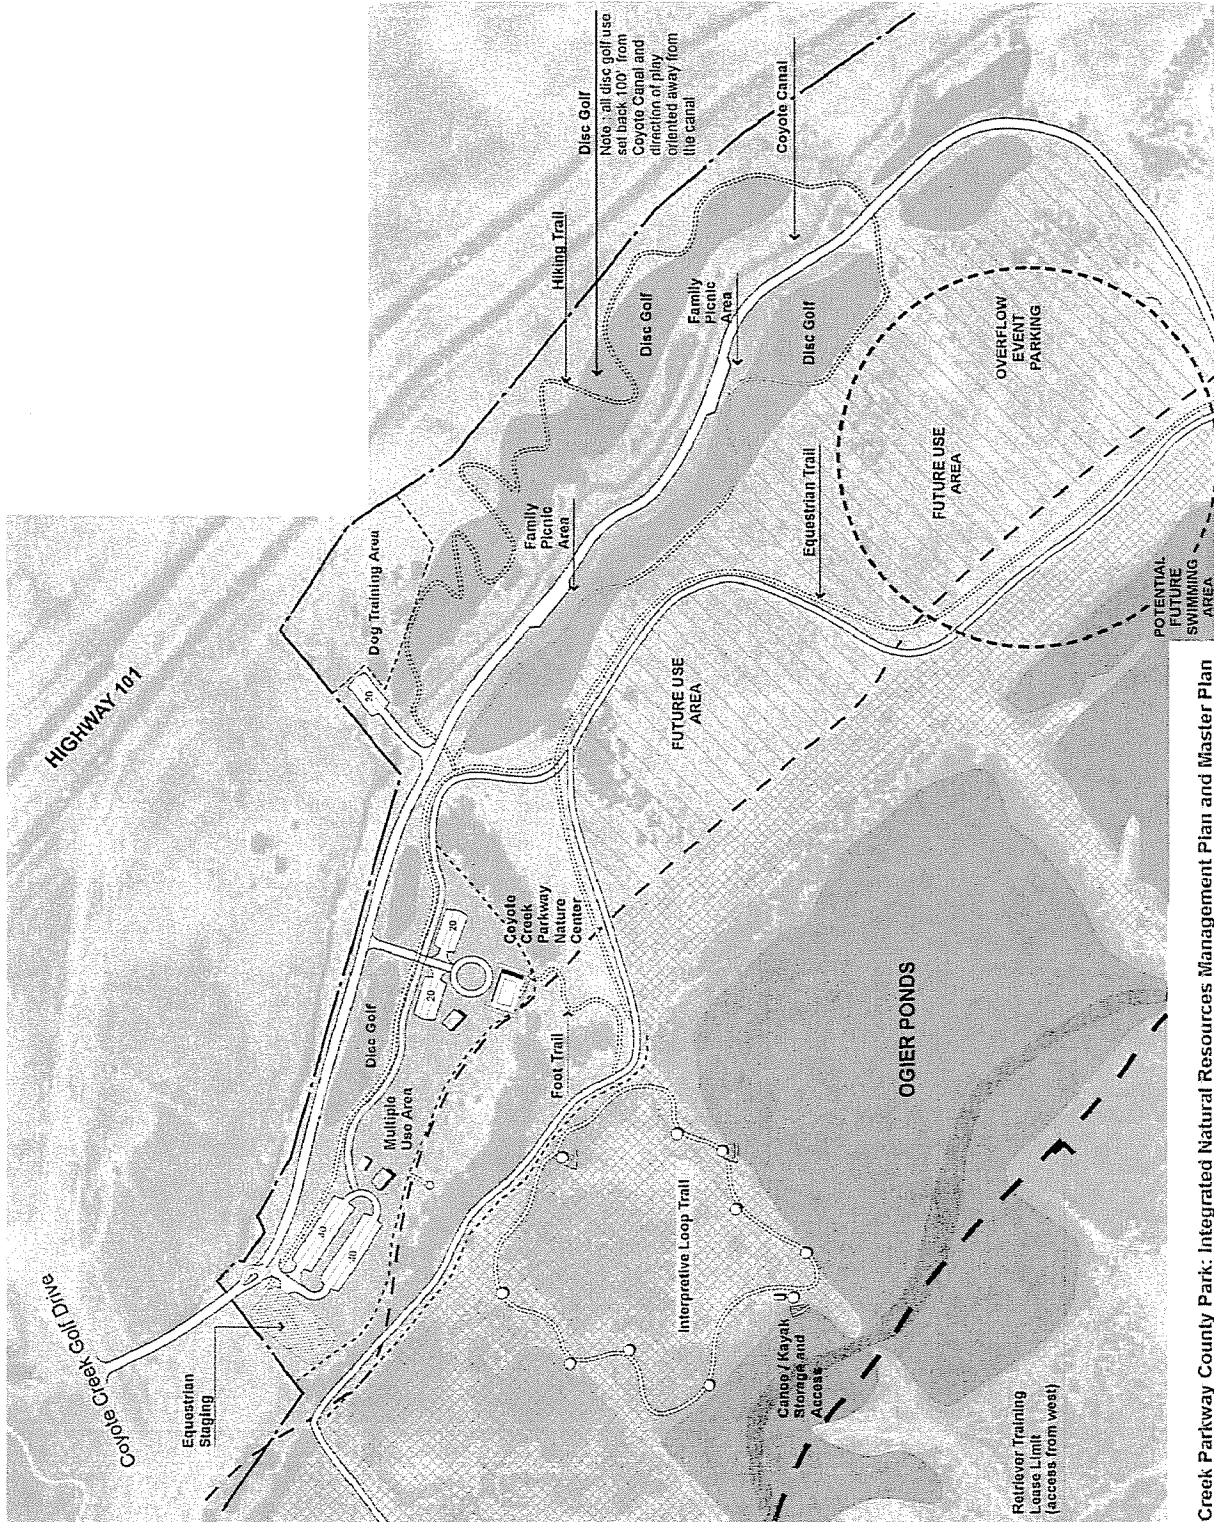 Disc Golf
Note : all disc golf use
set back 100' from
Coyote Canal and
direction of play
oriented away from
the canal
Coyote Canal
Hiking Trail
Disc Golf
Family
Picnic
Area
Disc Golf
OVERFLOW
EVENT
PARKING
FUTURE USE
AREA
Equestrian Trail
POTENTIAL
FUTURE
SWIMMING
AREA
Family
Picnic
Area
Dog Training Area
20
HIGHWAY 101
FUTURE USE
AREA
Coyote
Creek
Parkway
Nature
Center
20
20
Disc Golf
Foot Trail
Multiple
Use Area
40
40
OGIER PONDS
Interpretive Loop Trail
Canoe / Kayak
Storage and
Access
Coyote Creek Golf Drive
Equestrian
Staging
Retriever Training
Lease Limit
(access from west)
Creek Parkway County Park: Integrated Natural Resources Management Plan and Master Plan